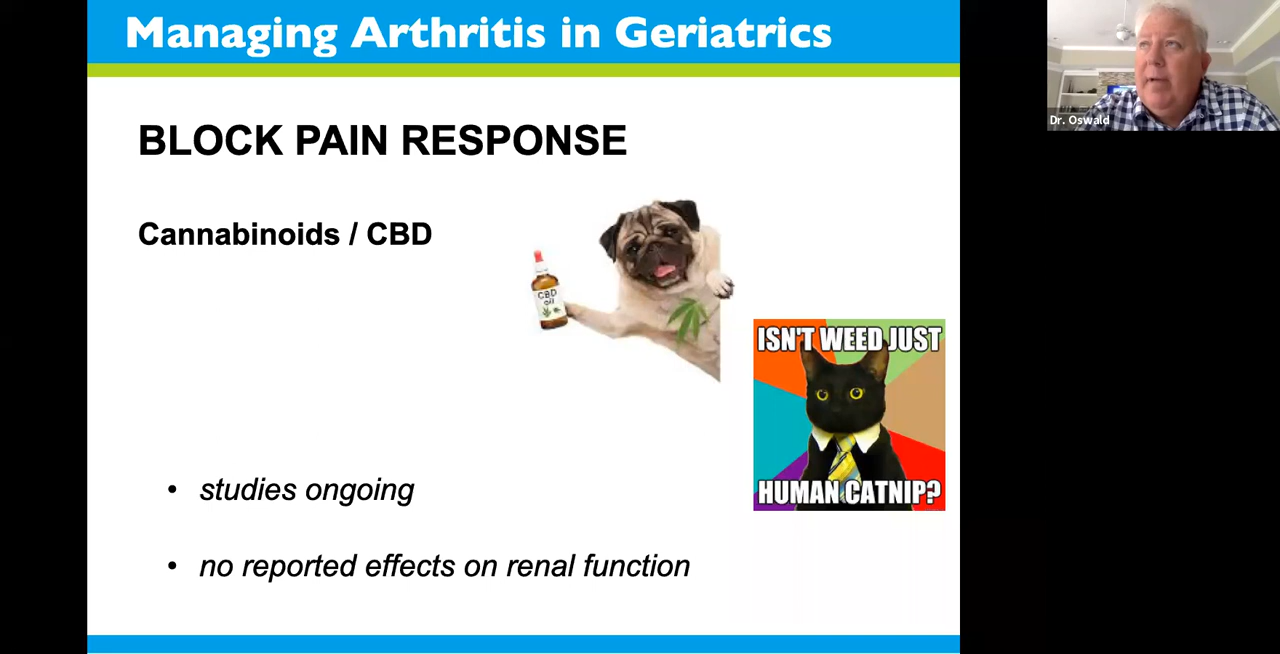 Managing Arthritis in Geriatrics
Dr. Oswald
BLOCK PAIN RESPONSE
Cannabinoids / CBD
CBD
oil
ISN'T WEED JUST
HUMAN CATNIP?
• studies ongoing
• no reported effects on renal function